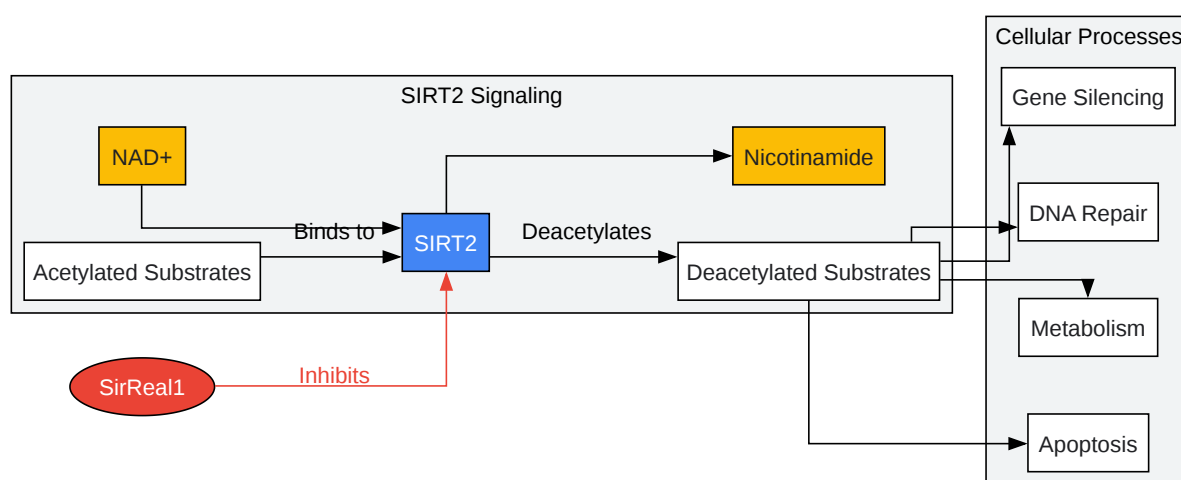 Cellular Processes
SIRT2 Signaling
Gene Silencing
NAD+
Nicotinamide
DNA Repair
Binds to
SIRT2
Deacetylates
Acetylated Substrates
Deacetylated Substrates
Metabolism
SirReal1
Inhibits
Apoptosis